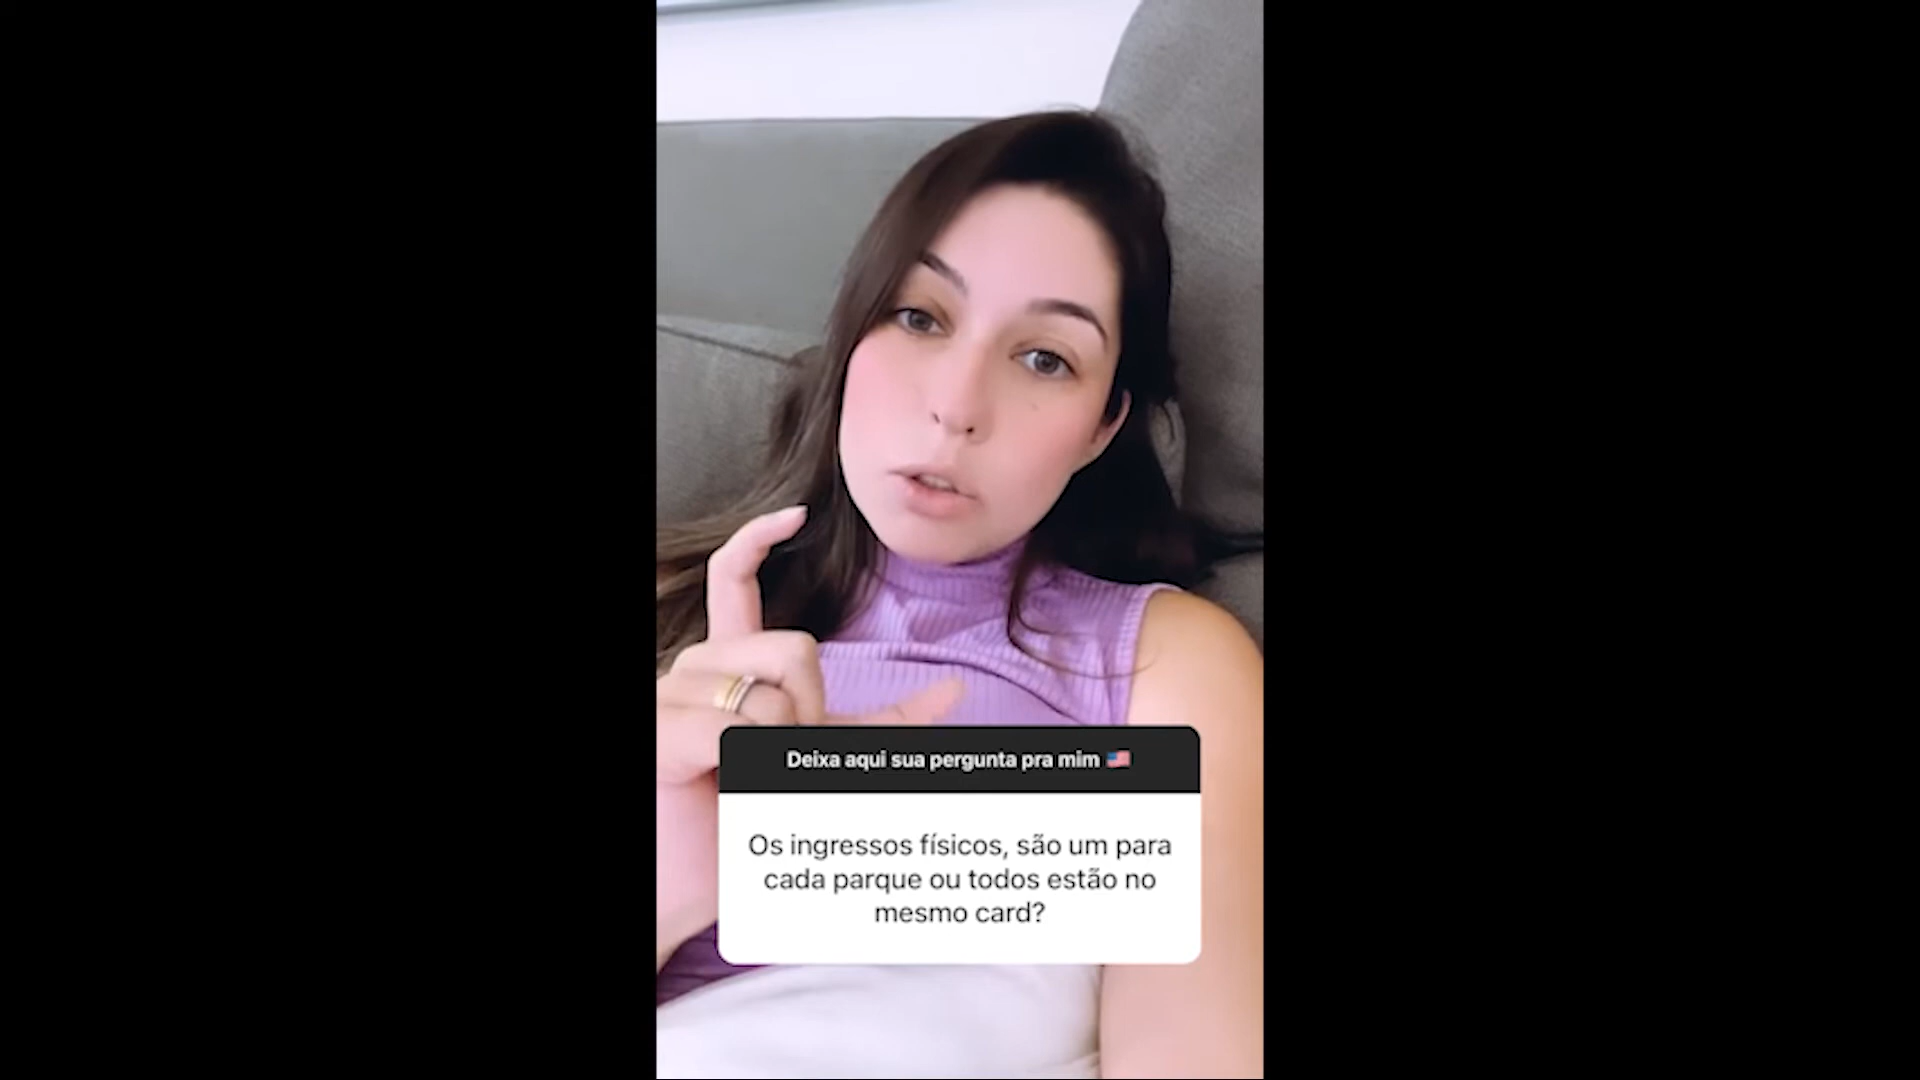 Deixa aqui sua pergunta pra mim 🇺🇸
Os ingressos físicos, são um para
cada parque ou todos estão no
mesmo card?